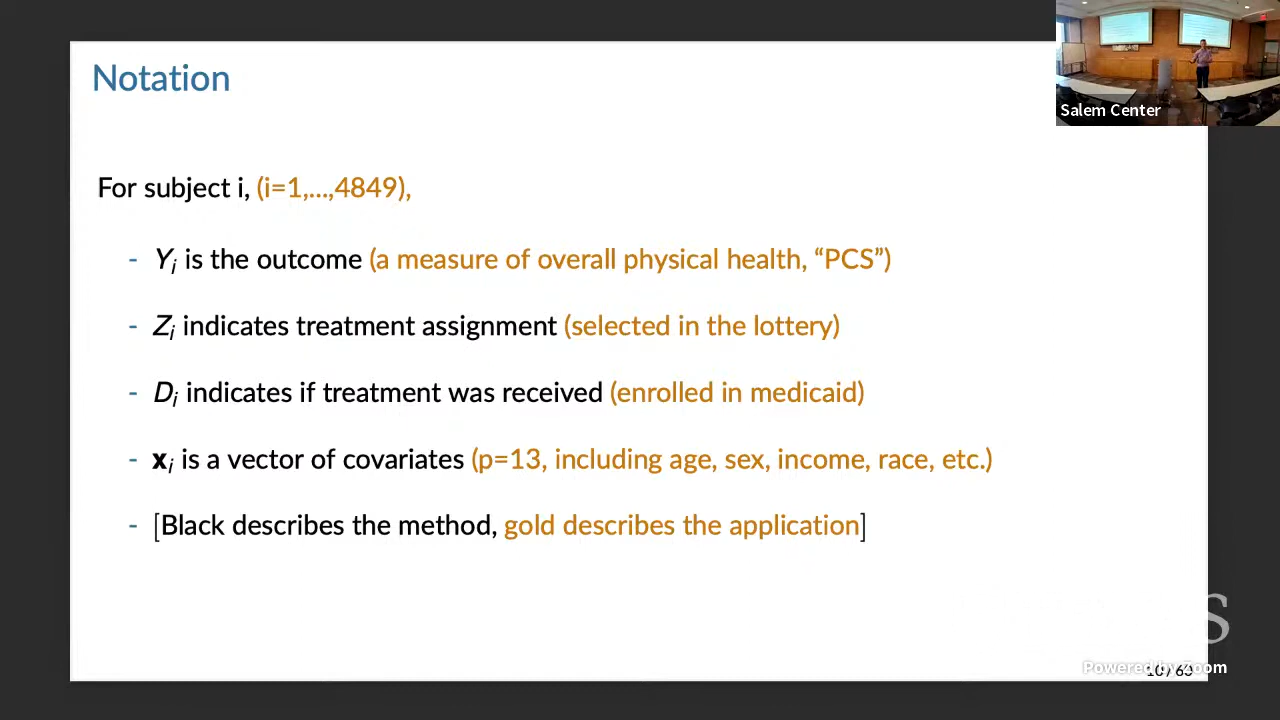 Notation
Salem Center
For subject i, (i=1,...,4849),
- Yi is the outcome (a measure of overall physical health, “PCS”)
- Zi indicates treatment assignment (selected in the lottery)
- Di indicates if treatment was received (enrolled in medicaid)
- xi is a vector of covariates (p=13, including age, sex, income, race, etc.)
- [Black describes the method, gold describes the application]
S
Powered by Zoom